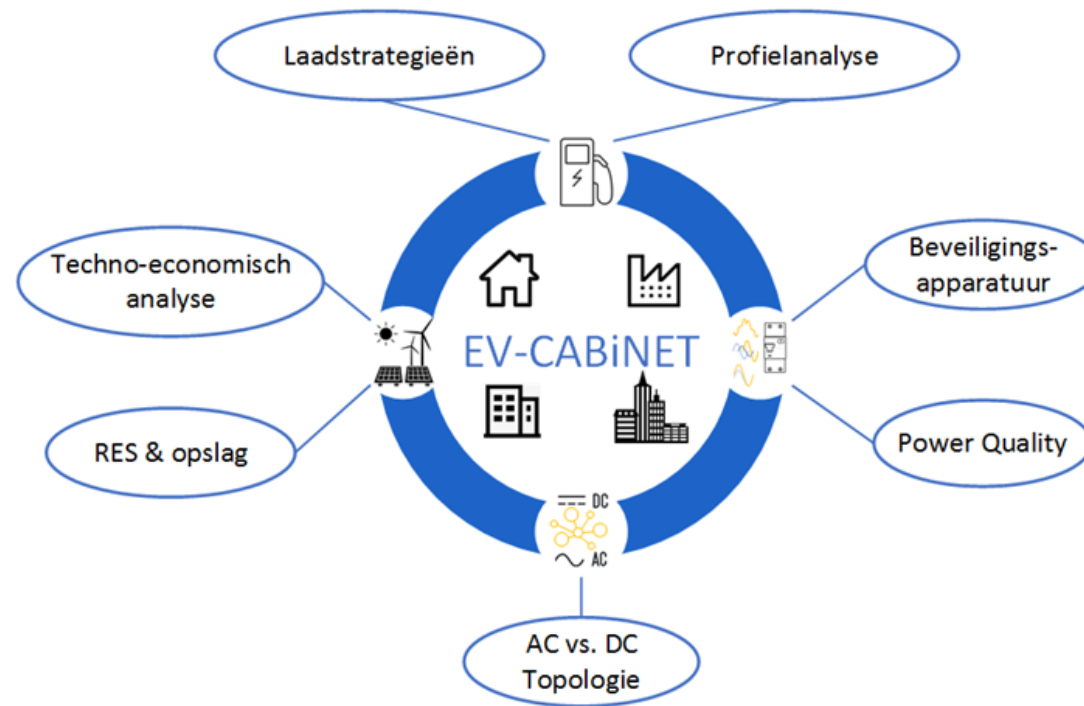 Laadstrategieën
Profielanalyse
Techno-economisch
analyse
Beveiligings-
apparatuur
EV-CABiNET
RES & opslag
Power Quality
DC
AC
AC vs. DC
Topologie